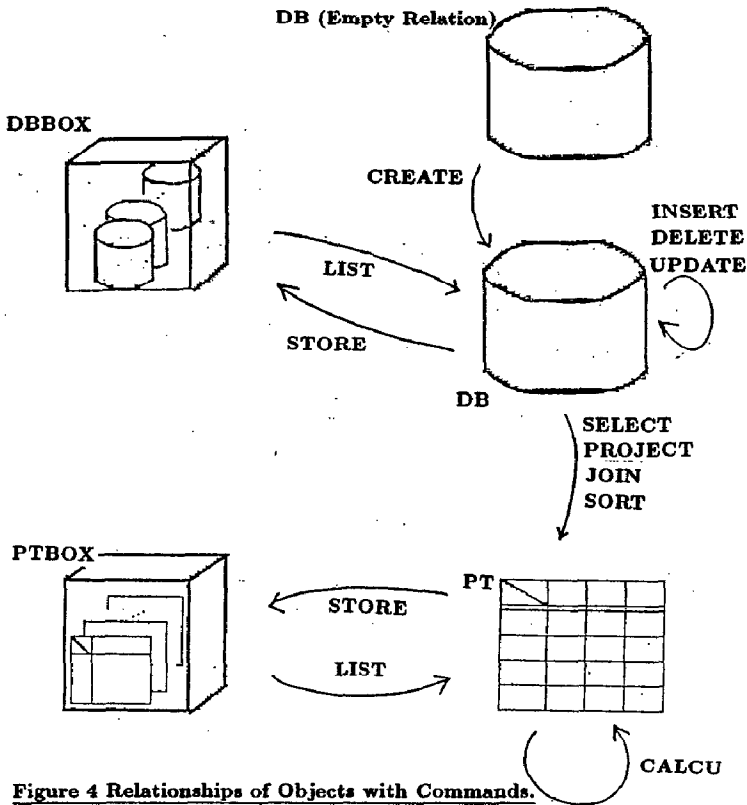 DB (Empty Relation)
DBBOX
CREATE
INSERT
DELETE
UPDATE
LIST
STORE
DB
SELECT
PROJECT
JOIN
SORT
PTBOX
PT
STORE
LIST
CALCU
Figure 4 Relationships of Objects with Commands.